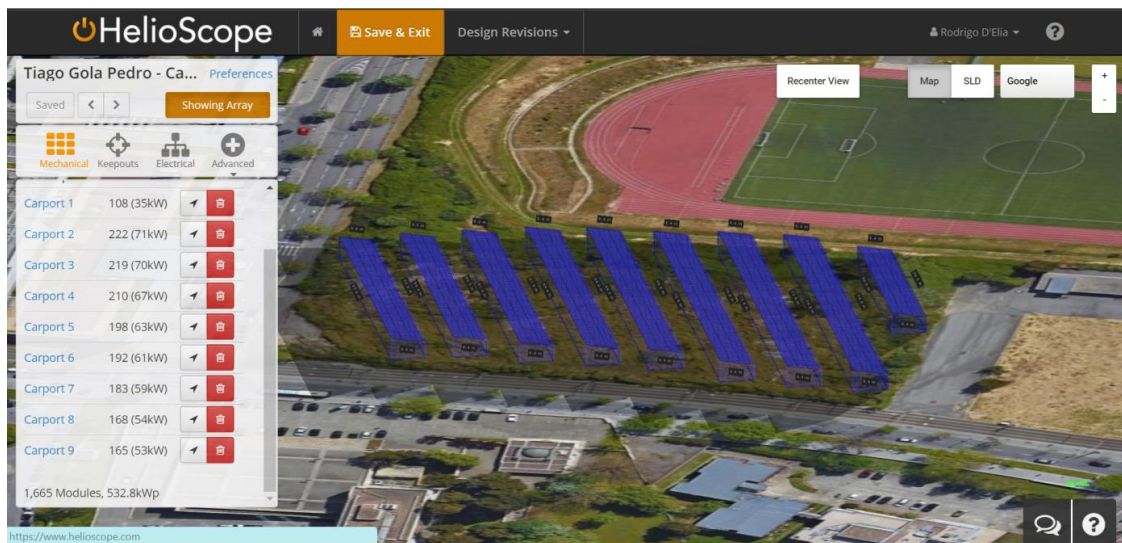 HelioScope
Save & Exit
Design Revisions
Rodrigo D'Elia
Tiago Gola Pedro - Ca... Preferences
Saved
Showing Array
Mechanical Keepouts Electrical Advanced
Recenter View
Map SLD Google
+
-
Carport 1 108 (35kW)
Carport 2 222 (71kW)
Carport 3 219 (70kW)
Carport 4 210 (67kW)
Carport 5 198 (63kW)
Carport 6 192 (61kW)
Carport 7 183 (59kW)
Carport 8 168 (54kW)
Carport 9 165 (53kW)
1,665 Modules, 532.8kWp
https://www.helioscope.com